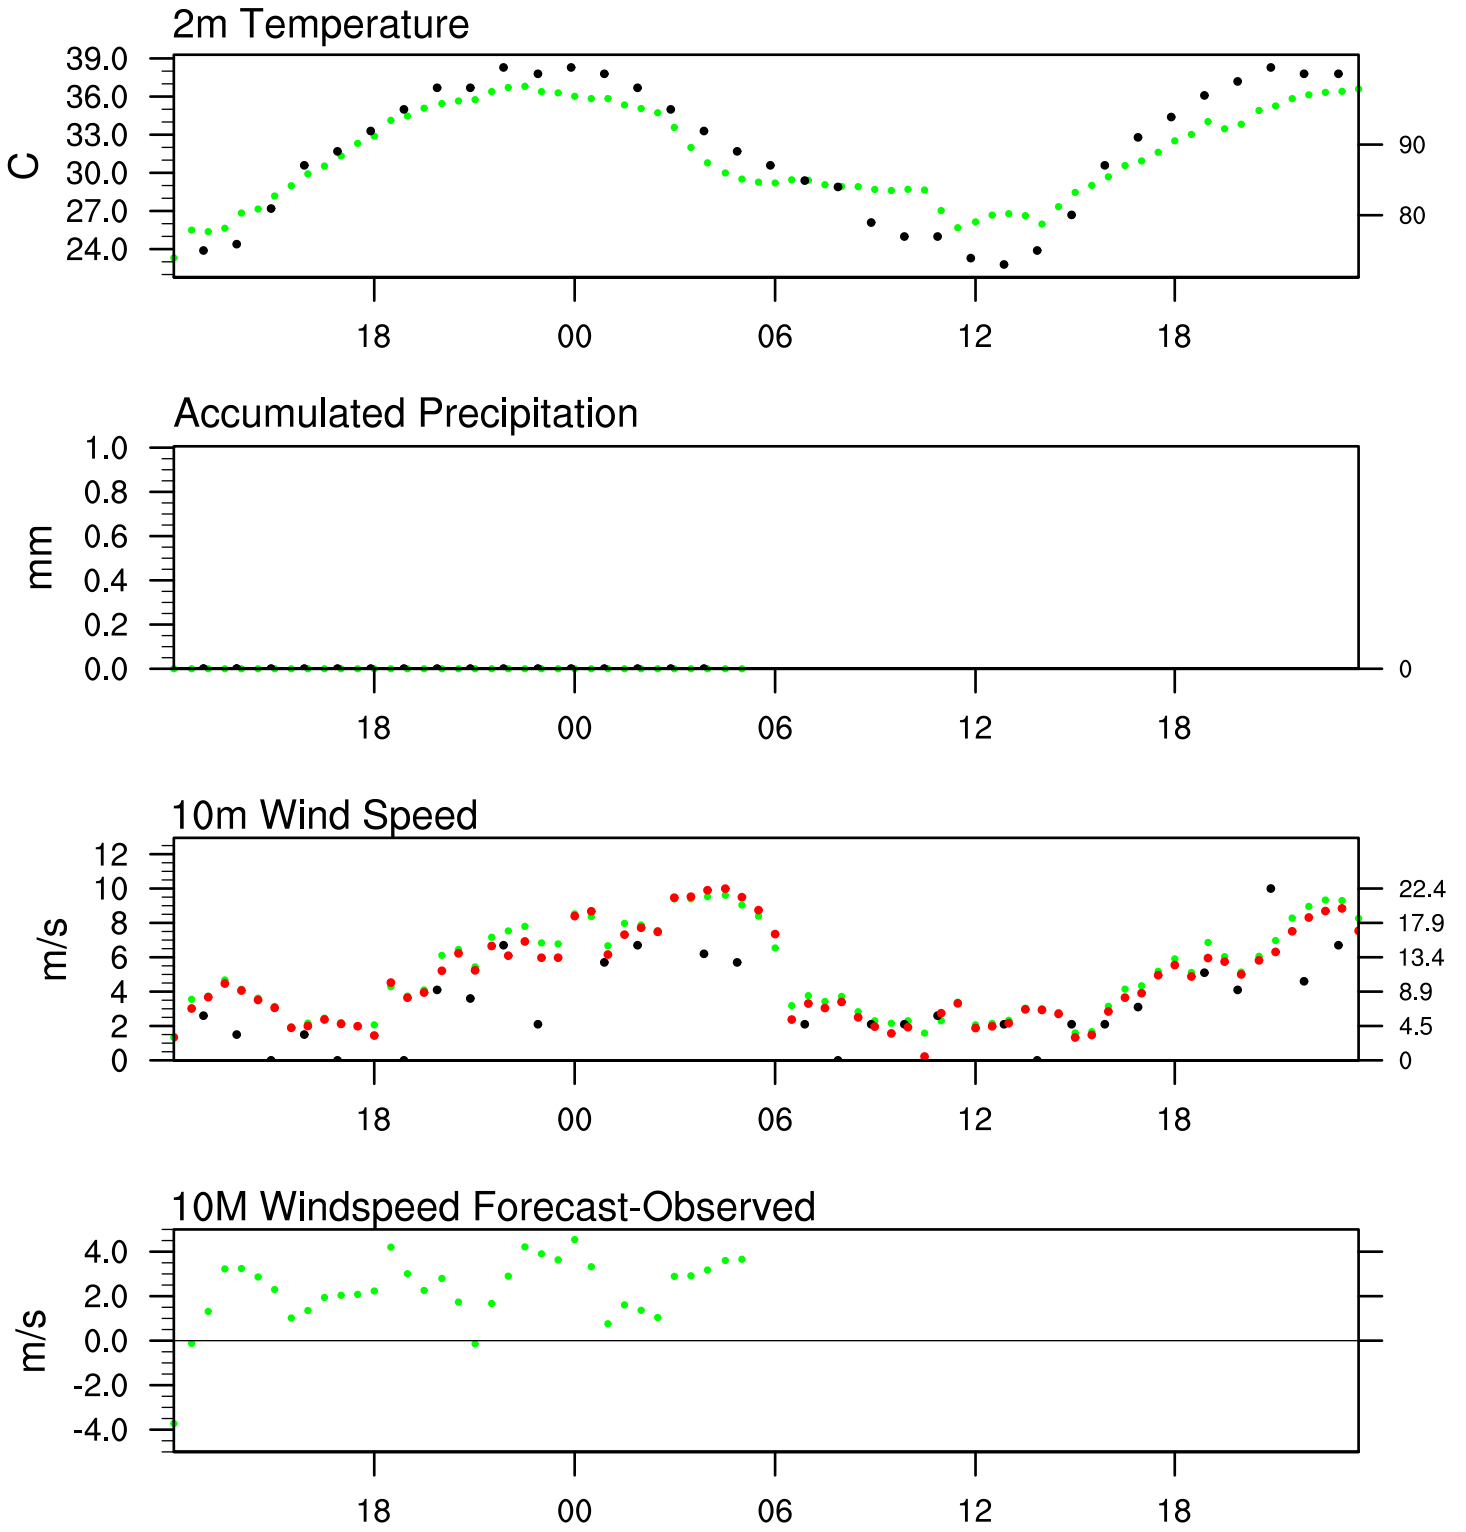 2m Temperature
39.0
36.0
33.0
30.0
27.0
24.0
C
90
80
18 00 06 12 18
Accumulated Precipitation
1.0
0.8
0.6
0.4
0.2
0.0
mm
0
18 00 06 12 18
10m Wind Speed
12
10
8
6
4
2
0
m/s
22.4
17.9
13.4
8.9
4.5
0
18 00 06 12 18
10M Windspeed Forecast-Observed
4.0
2.0
0.0
-2.0
-4.0
m/s
18 00 06 12 18